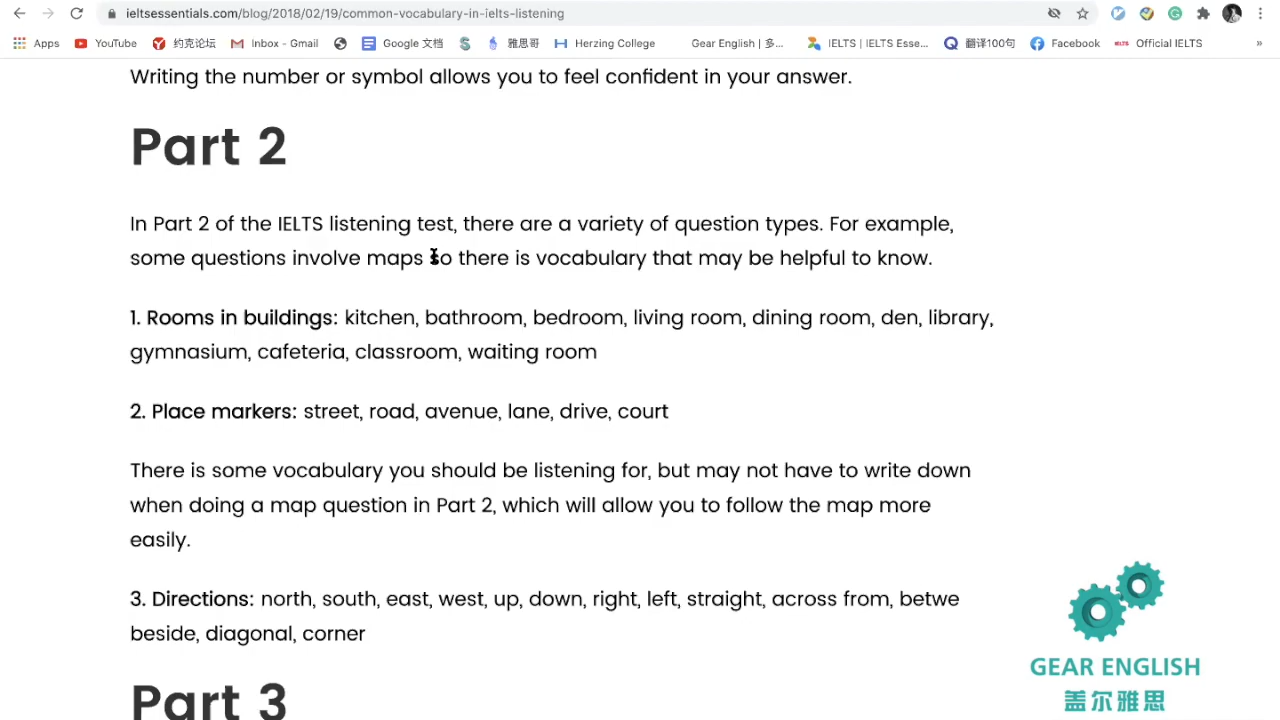 ieltsessentials.com/blog/2018/02/19/common-vocabulary-in-ielts-listening
Apps YouTube 约克论坛 Inbox - Gmail Google 文档 雅思哥 Herzing College Gear English | 多... IELTS | IELTS Esse... 翻译100句 Facebook IELTS Official IELTS »
Writing the number or symbol allows you to feel confident in your answer.
Part 2
In Part 2 of the IELTS listening test, there are a variety of question types. For example,
some questions involve maps so there is vocabulary that may be helpful to know.
1. Rooms in buildings: kitchen, bathroom, bedroom, living room, dining room, den, library,
gymnasium, cafeteria, classroom, waiting room
2. Place markers: street, road, avenue, lane, drive, court
There is some vocabulary you should be listening for, but may not have to write down
when doing a map question in Part 2, which will allow you to follow the map more
easily.
3. Directions: north, south, east, west, up, down, right, left, straight, across from, betwe
beside, diagonal, corner
GEAR ENGLISH
盖尔雅思
Part 3